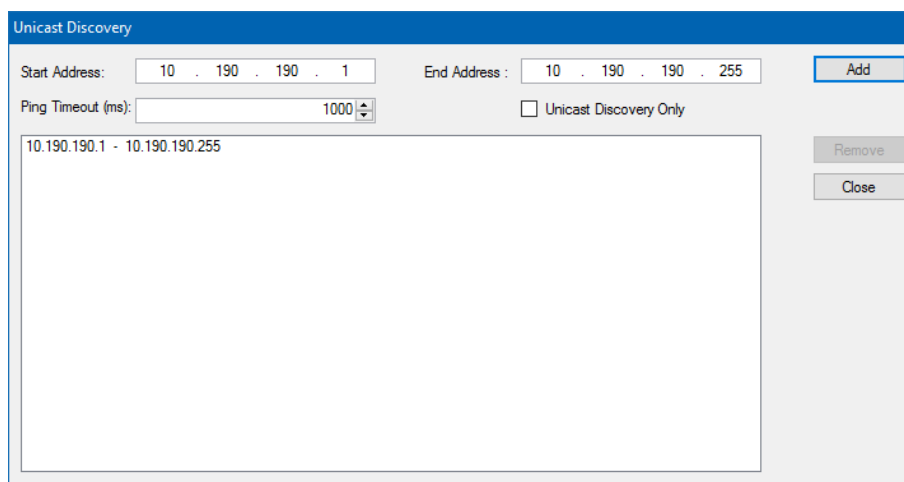 Unicast Discovery
Start Address: 10 . 190 . 190 . 1 End Address : 10 . 190 . 190 . 255 Add
Ping Timeout (ms): 1000 Unicast Discovery Only
10.190.190.1 - 10.190.190.255 Remove
Close